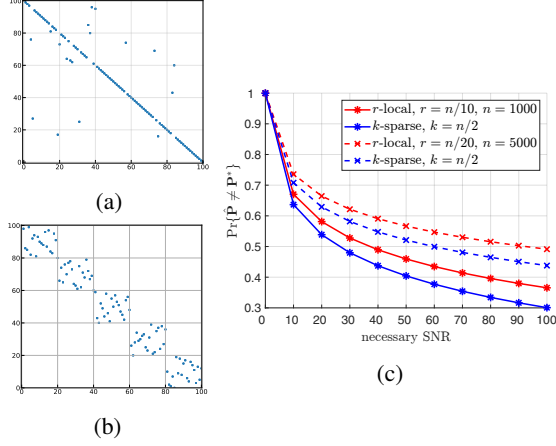 100
80
60
40
20
0
0 20 40 60 80 100
(a)
100
80
60
40
20
0
0 20 40 60 80 100
(b)
Pr{P̂ ≠ P*}
1
0.9
0.8
0.7
0.6
0.5
0.4
0.3
0 10 20 30 40 50 60 70 80 90 100
necessary SNR
r-local, r = n/10, n = 1000
k-sparse, k = n/2
r-local, r = n/20, n = 5000
k-sparse, k = n/2
(c)